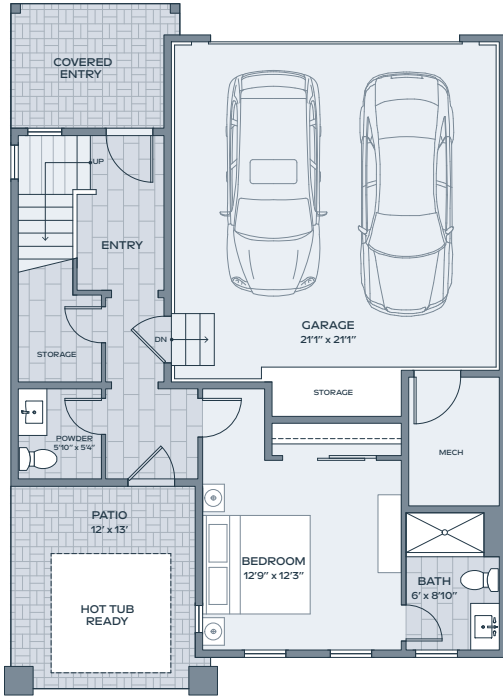 COVERED
ENTRY
UP
ENTRY
GARAGE
21'1" x 21'1"
DN
STORAGE
STORAGE
POWDER
5'10" x 5'4"
MECH
PATIO
12' x 13'
BEDROOM
12'9" x 12'3"
BATH
6' x 8'10"
HOT TUB
READY